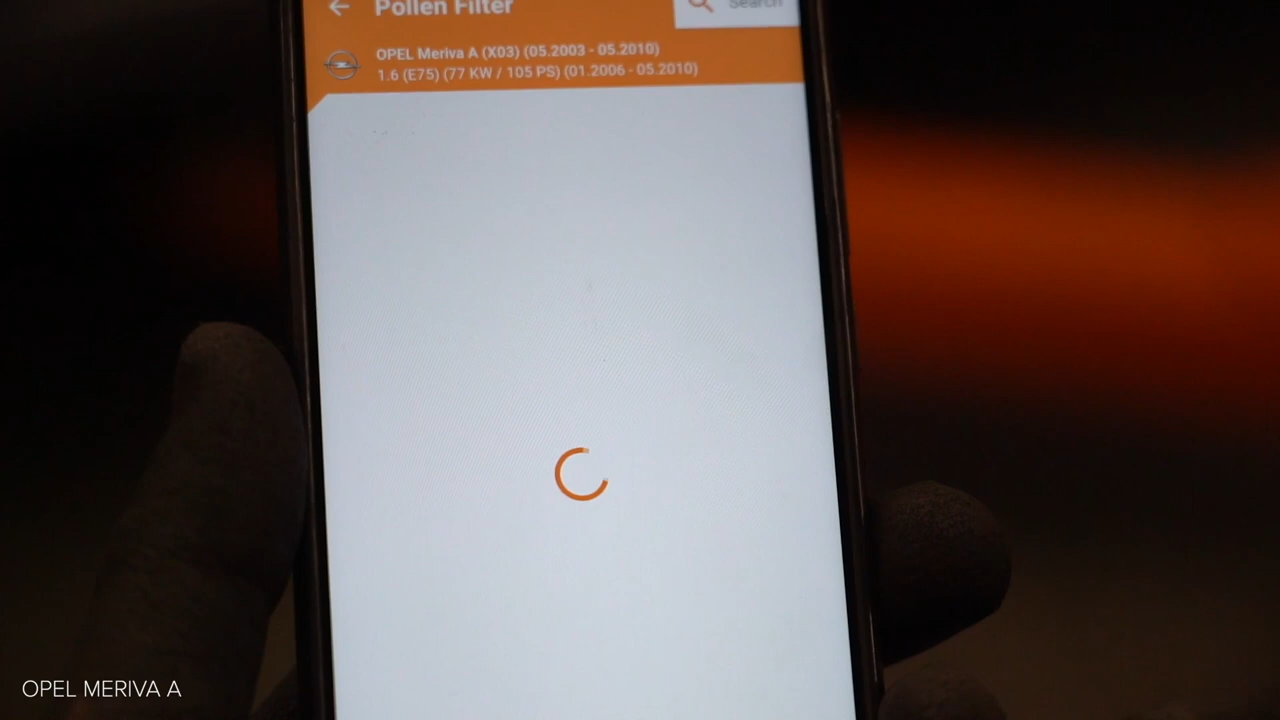 Pollen Filter
Search
OPEL Meriva A (X03) (05.2003 - 05.2010)
1.6 (E75) (77 KW / 105 PS) (01.2006 - 05.2010)
OPEL MERIVA A